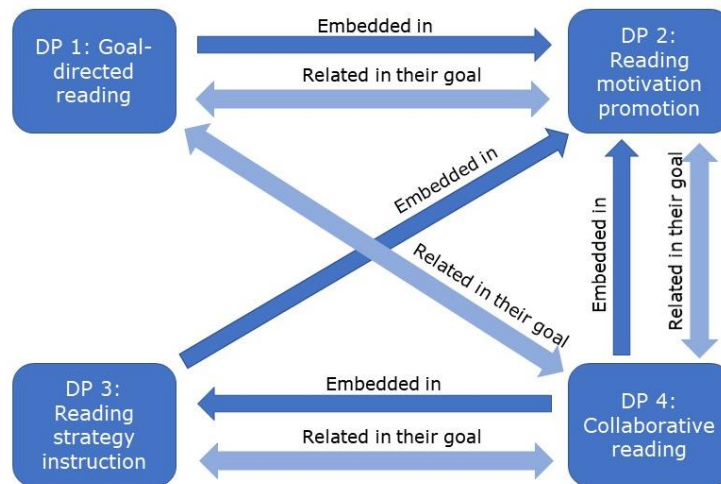 DP 1: Goal-
directed
reading
Embedded in
Related in their goal
DP 2:
Reading
motivation
promotion
Embedded in
Related in their goal
Embedded in
Related in their goal
DP 3:
Reading
strategy
instruction
Embedded in
Related in their goal
DP 4:
Collaborative
reading